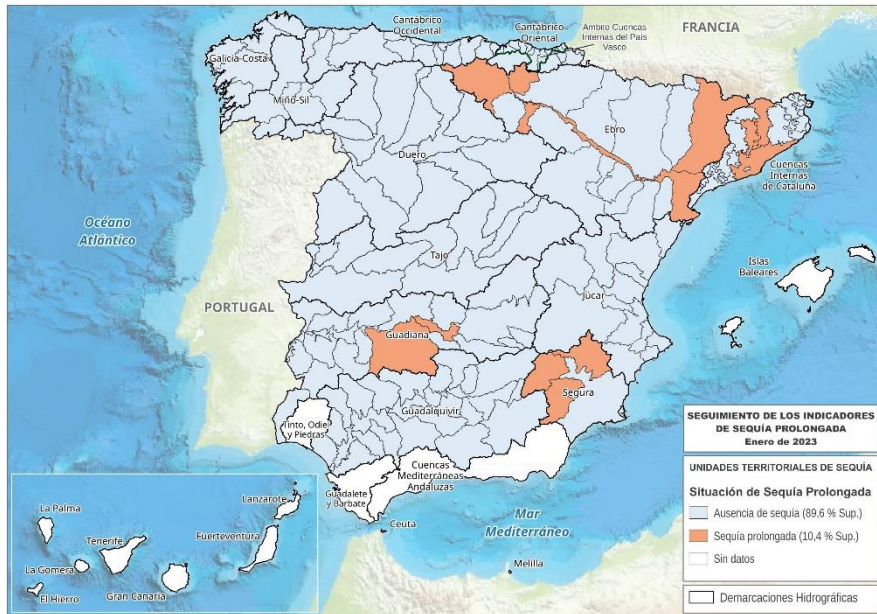 Cantábrico
Occidental
Cantábrico
Oriental
Ámbito Cuencas
Internas del País
Vasco
FRANCIA
Galicia-Costa
Miño-Sil
Ebro
Duero
Cuencas
Internas
de Cataluña
Océano
Atlántico
Tajo
Islas
Baleares
PORTUGAL
Júcar
Guadiana
Segura
Guadalquivir
Tinto, Odiel
y Piedras
Cuencas
Mediterráneas
Andaluzas
Guadalete
y Barbate
Mar
Mediterráneo
Ceuta
Melilla
La Palma
Lanzarote
Tenerife
Fuerteventura
La Gomera
El Hierro
Gran Canaria
SEGUIMIENTO DE LOS INDICADORES
DE SEQUÍA PROLONGADA
Enero de 2023
UNIDADES TERRITORIALES DE SEQUÍA
Situación de Sequía Prolongada
Ausencia de sequía (89,6 % Sup.)
Sequía prolongada (10,4 % Sup.)
Sin datos
Demarcaciones Hidrográficas